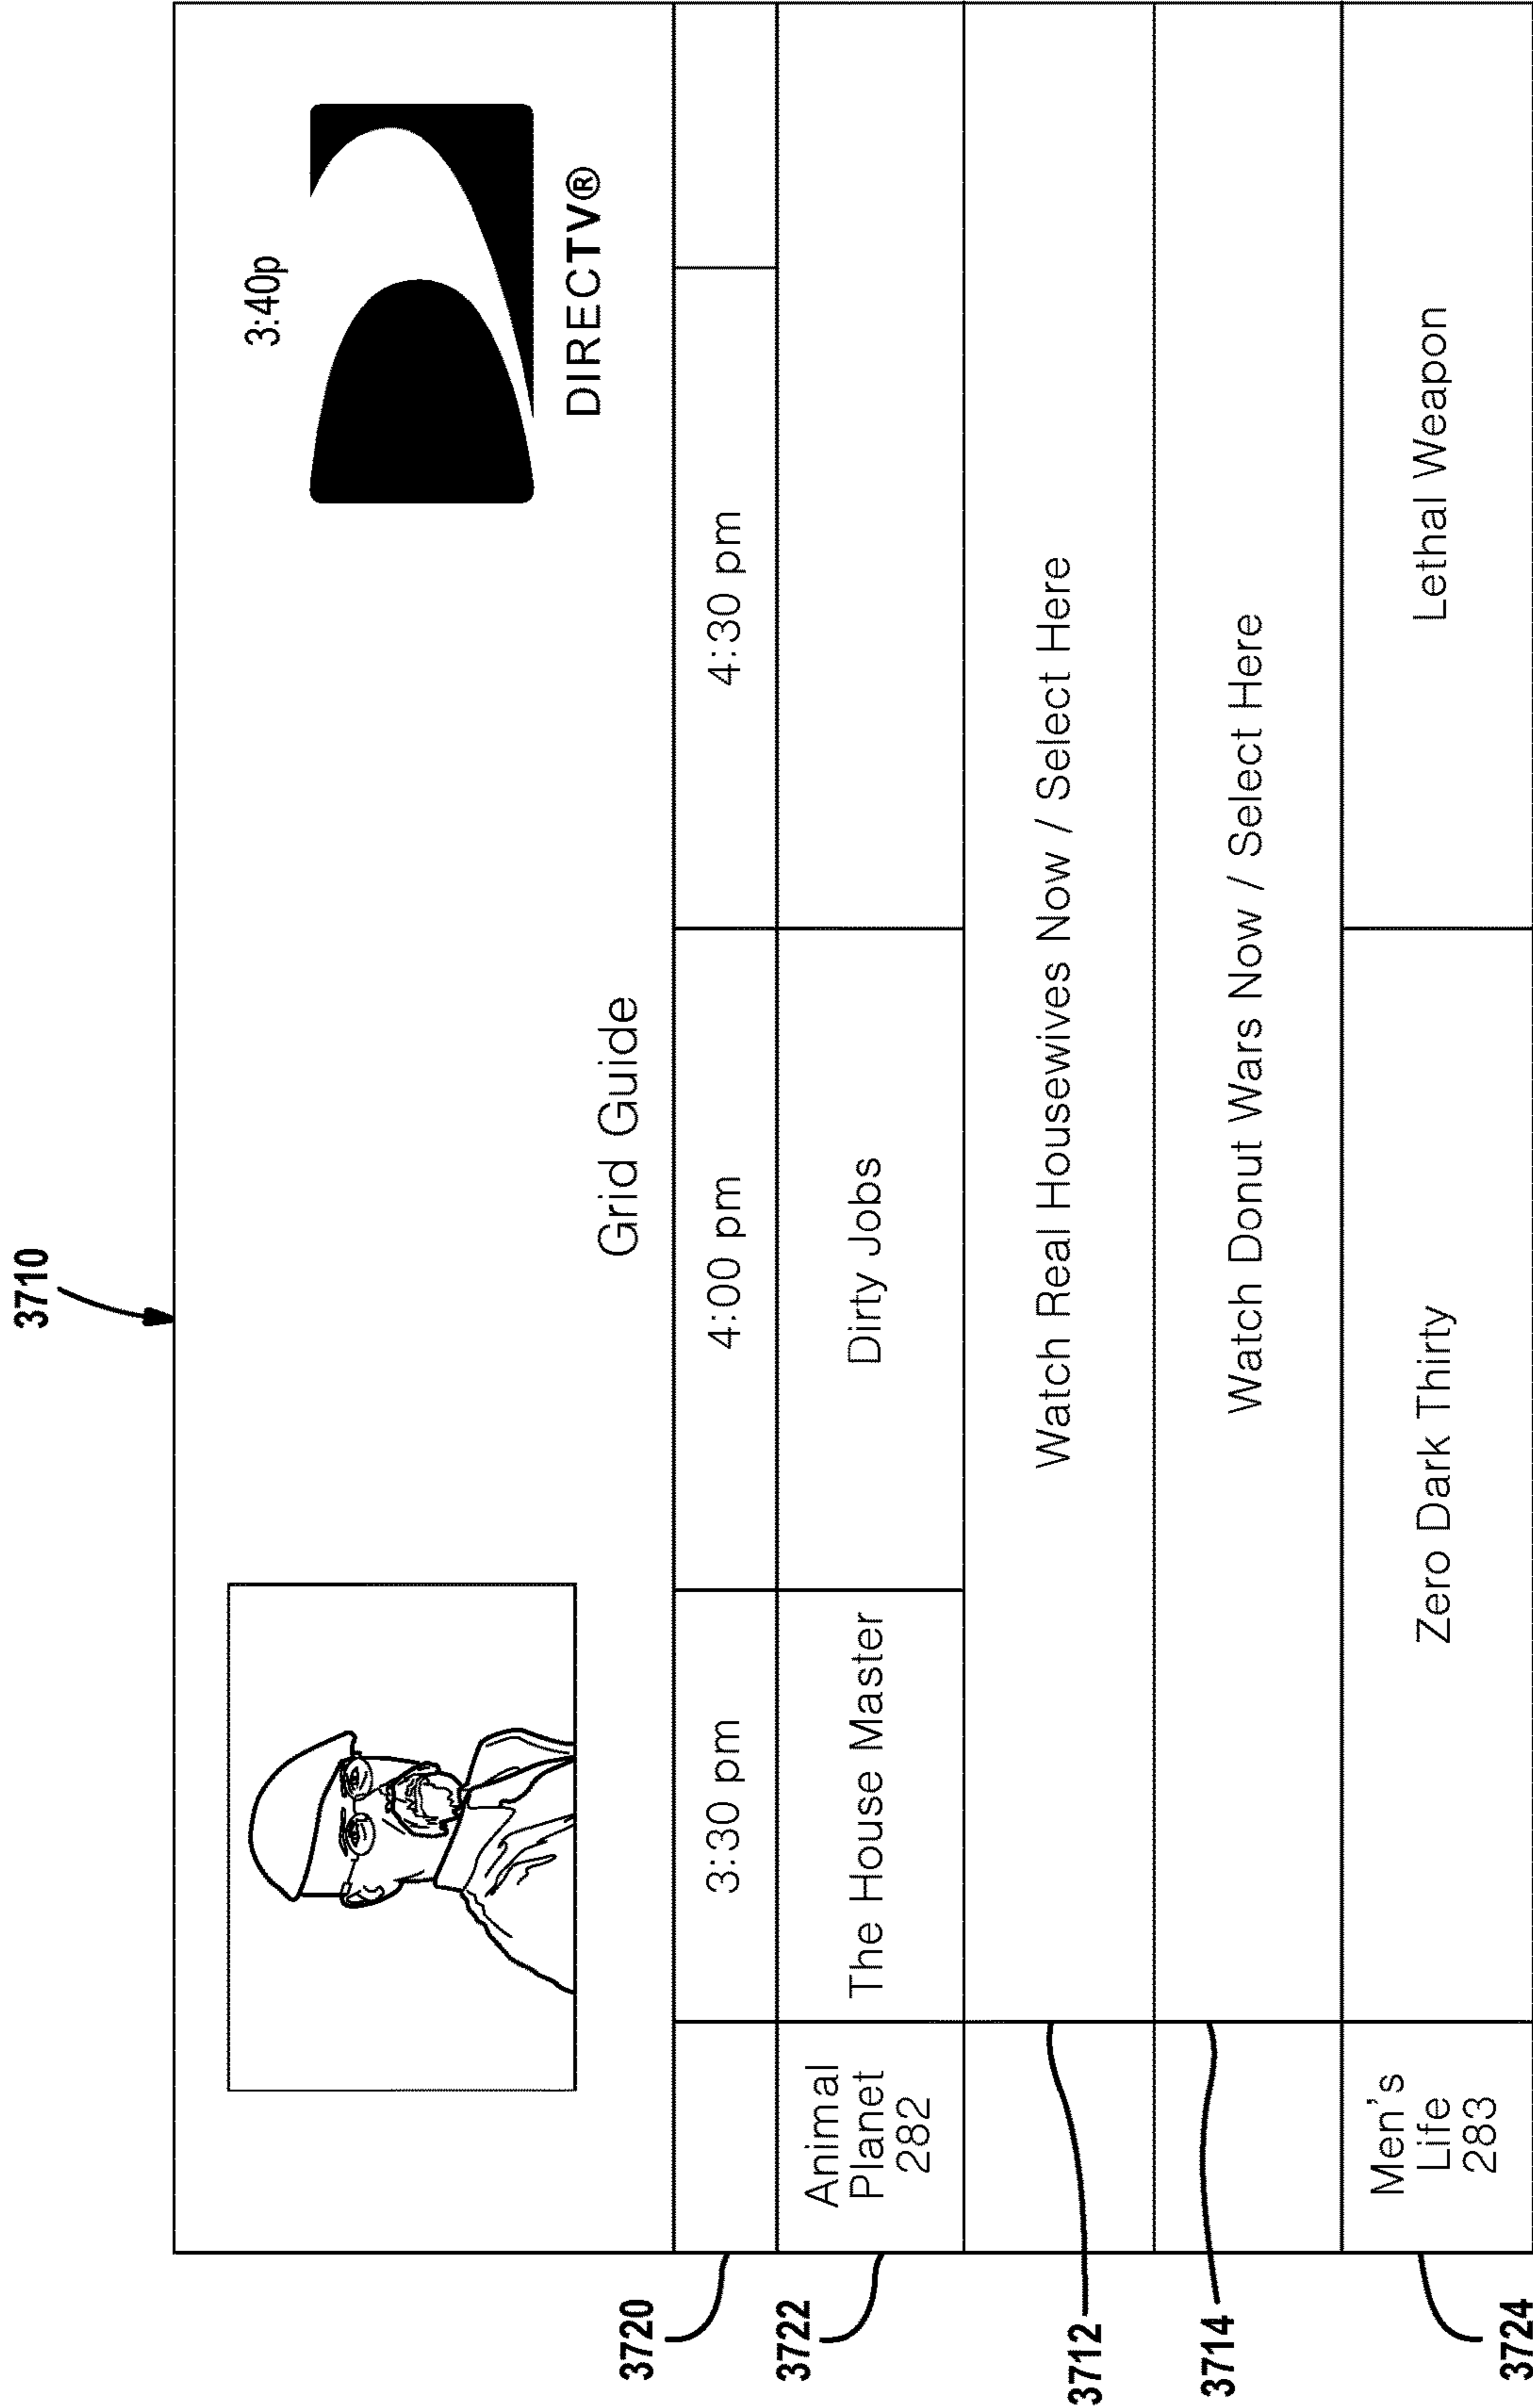 3710
3:40p
DIRECTV®
Grid Guide
3720
3:30 pm
4:00 pm
4:30 pm
3722
Animal
Planet
282
The House Master
Dirty Jobs
3712
Watch Real Housewives Now / Select Here
3714
Watch Donut Wars Now / Select Here
3724
Men's
Life
283
Zero Dark Thirty
Lethal Weapon